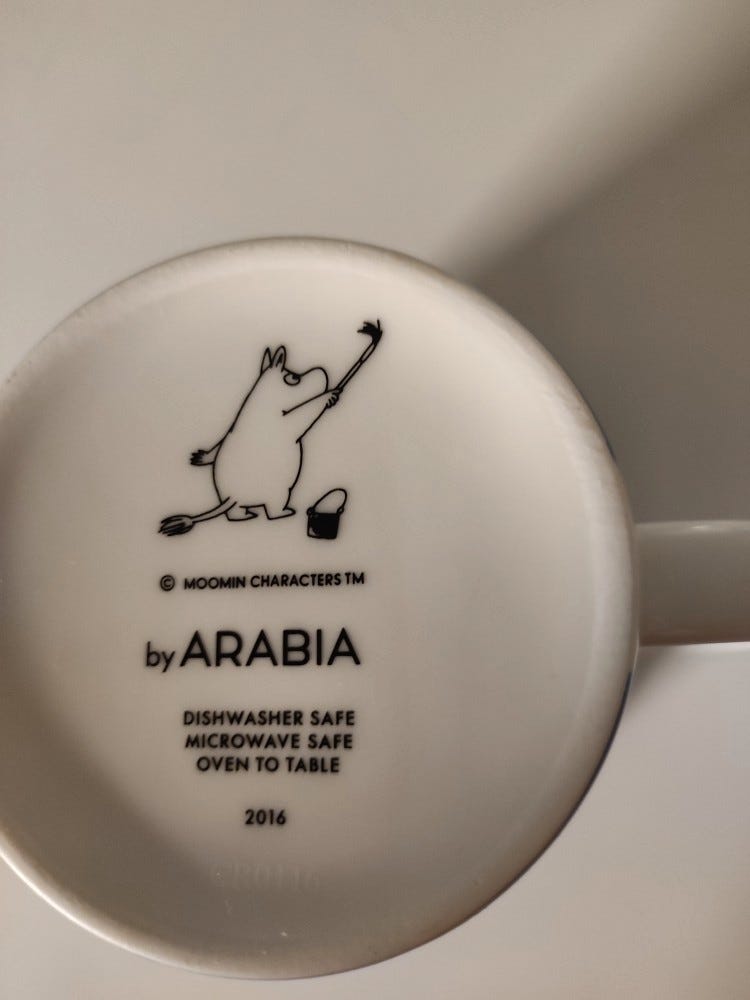 © MOOMIN CHARACTERS TM
by ARABIA
DISHWASHER SAFE
MICROWAVE SAFE
OVEN TO TABLE
2016